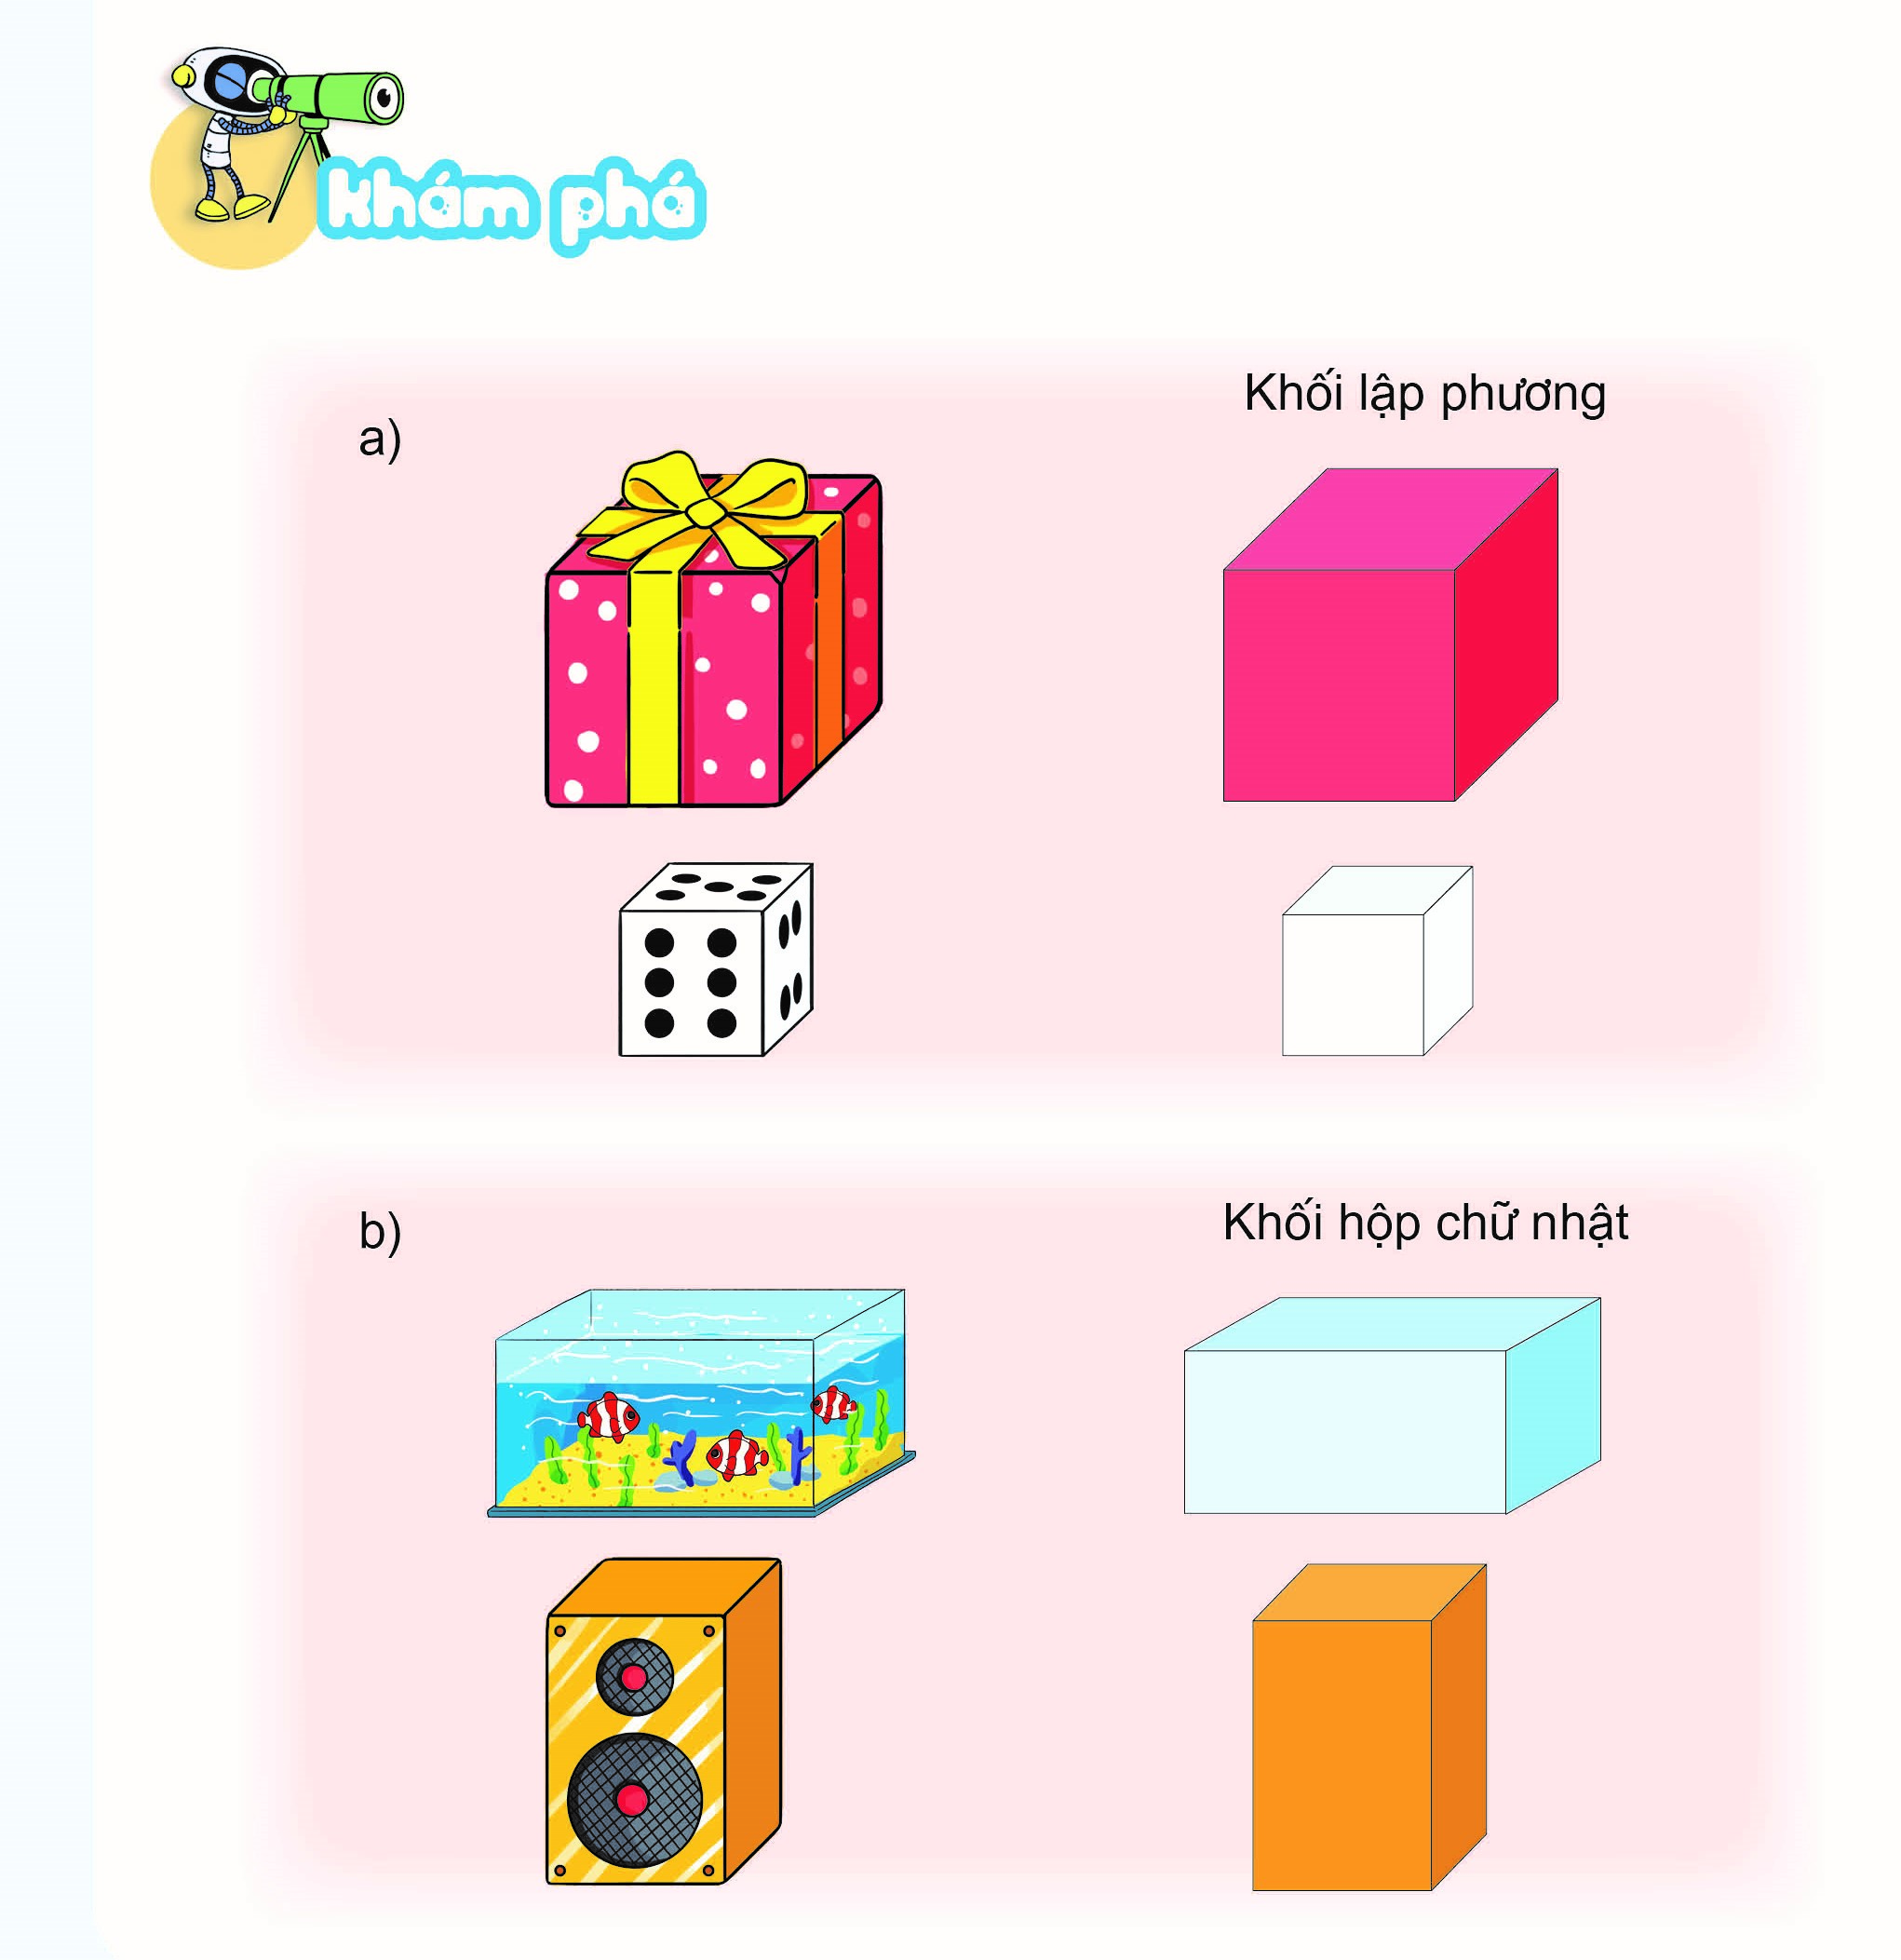 Khám phá
Khối lập phương
a)
Khối hộp chữ nhật
b)